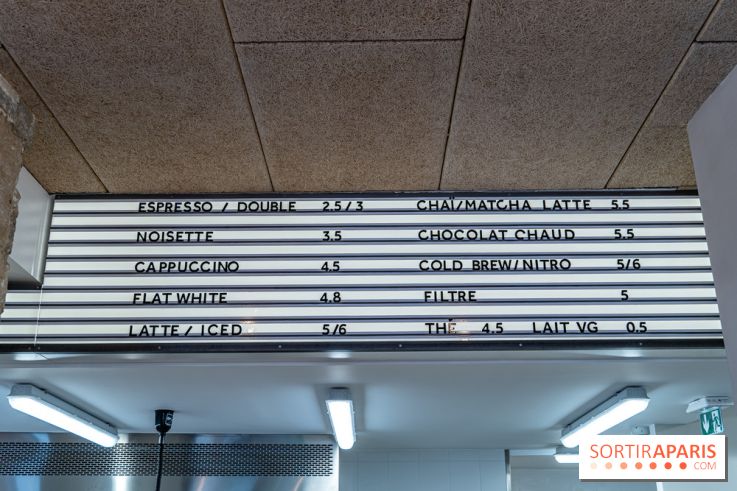 ESPRESSO / DOUBLE 2.5 / 3
NOISETTE 3.5
CAPPUCCINO 4.5
FLAT WHITE 4.8
LATTE / ICED 5/6
CHAÏ/MATCHA LATTE 5.5
CHOCOLAT CHAUD 5.5
COLD BREW/NITRO 5/6
FILTRE 5
THÉ 4.5 LAIT VG 0.5
SORTIRAPARIS
.COM